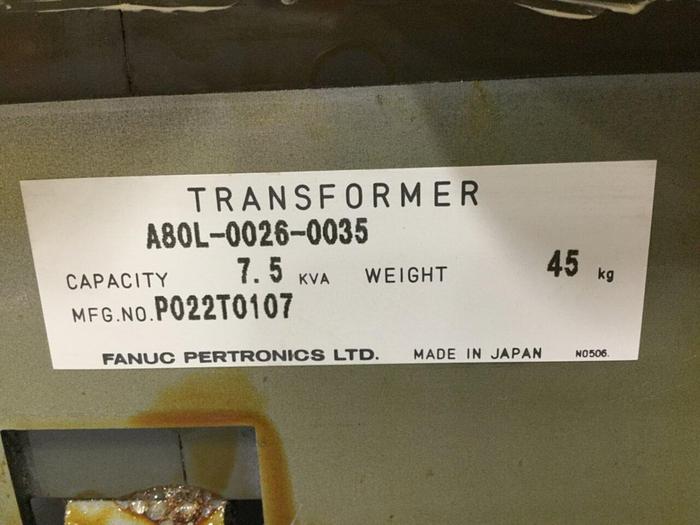 TRANSFORMER
A80L-0026-0035
CAPACITY 7.5 KVA WEIGHT 45 kg
MFG.NO.P022T0107
FANUC PERTRONICS LTD. MADE IN JAPAN N0506.